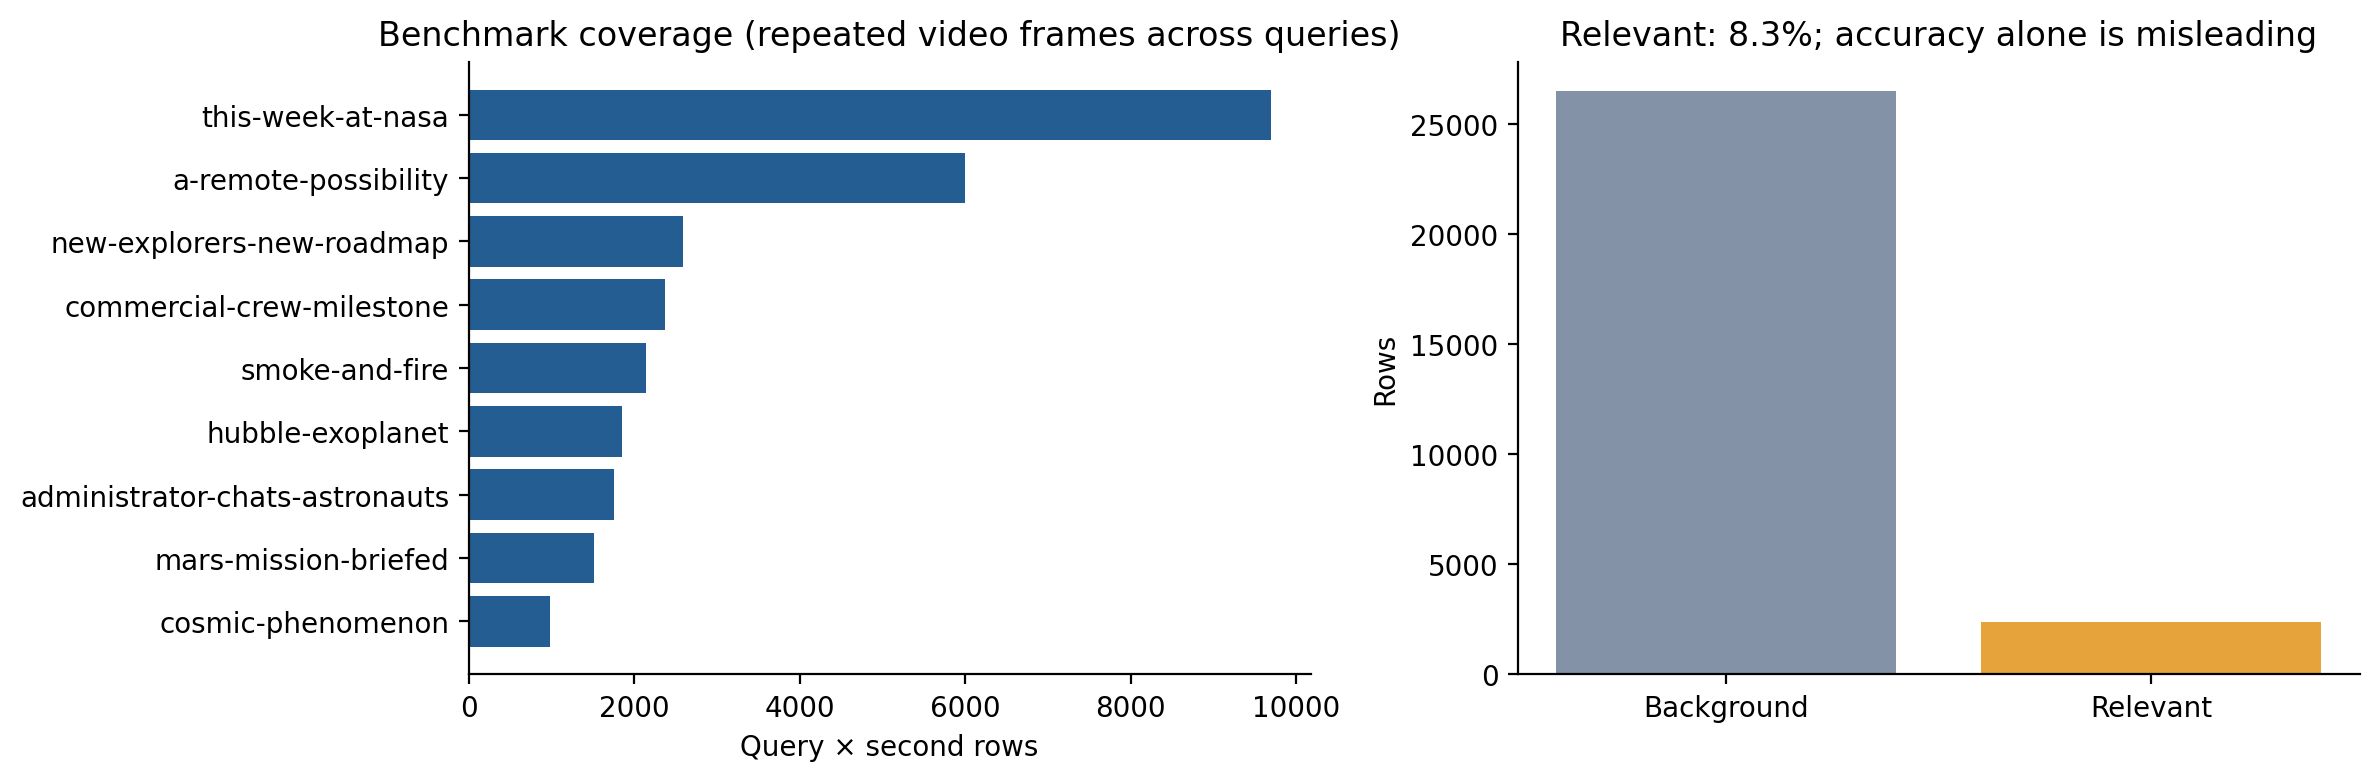 Benchmark coverage (repeated video frames across queries)
this-week-at-nasa
a-remote-possibility
new-explorers-new-roadmap
commercial-crew-milestone
smoke-and-fire
hubble-exoplanet
administrator-chats-astronauts
mars-mission-briefed
cosmic-phenomenon
0 2000 4000 6000 8000 10000
Query × second rows
Relevant: 8.3%; accuracy alone is misleading
Rows
25000
20000
15000
10000
5000
0
Background Relevant